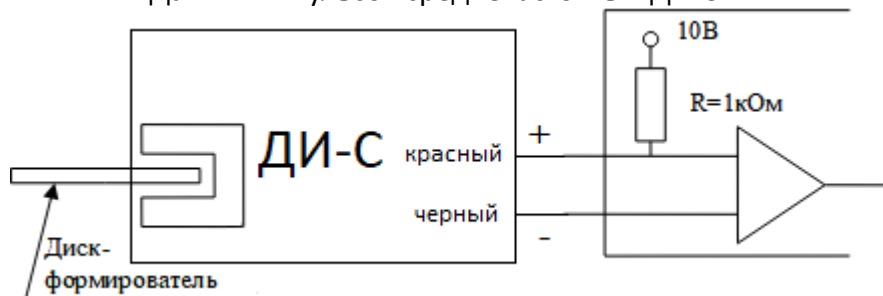 10В
R=1кОм
ДИ-С
красный
+
черный
-
Диск-
формирователь